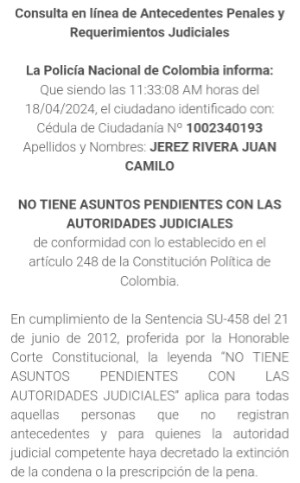 Consulta en línea de Antecedentes Penales y
Requerimientos Judiciales
La Policía Nacional de Colombia informa:
Que siendo las 11:33:08 AM horas del
18/04/2024, el ciudadano identificado con:
Cédula de Ciudadanía Nº 1002340193
Apellidos y Nombres: JEREZ RIVERA JUAN
CAMILO
NO TIENE ASUNTOS PENDIENTES CON LAS
AUTORIDADES JUDICIALES
de conformidad con lo establecido en el
artículo 248 de la Constitución Política de
Colombia.
En cumplimiento de la Sentencia SU-458 del 21
de junio de 2012, proferida por la Honorable
Corte Constitucional, la leyenda “NO TIENE
ASUNTOS PENDIENTES CON LAS
AUTORIDADES JUDICIALES” aplica para todas
aquellas personas que no registran
antecedentes y para quienes la autoridad
judicial competente haya decretado la extinción
de la condena o la prescripción de la pena.